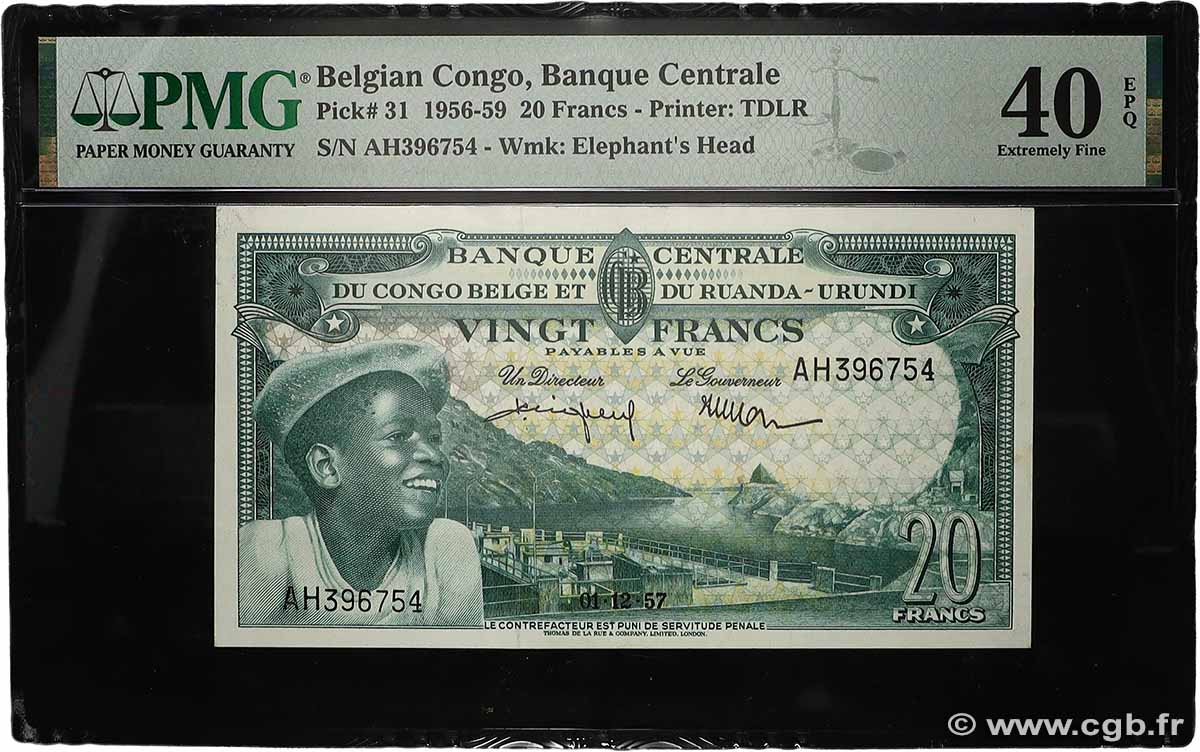 PMG®
PAPER MONEY GUARANTY
Belgian Congo, Banque Centrale
Pick# 31 1956-59 20 Francs - Printer: TDLR
S/N AH396754 - Wmk: Elephant's Head
40
Extremely Fine
EPQ
BANQUE CENTRALE
DU CONGO BELGE ET DU RUANDA-URUNDI
VINGT FRANCS
PAYABLES A VUE
Un Directeur Le Gouverneur
AH396754
AH396754
01·12·57
20
FRANCS
LE CONTREFACTEUR EST PUNI DE SERVITUDE PENALE
THOMAS DE LA RUE & COMPANY, LIMITED, LONDON.
© www.cgb.fr